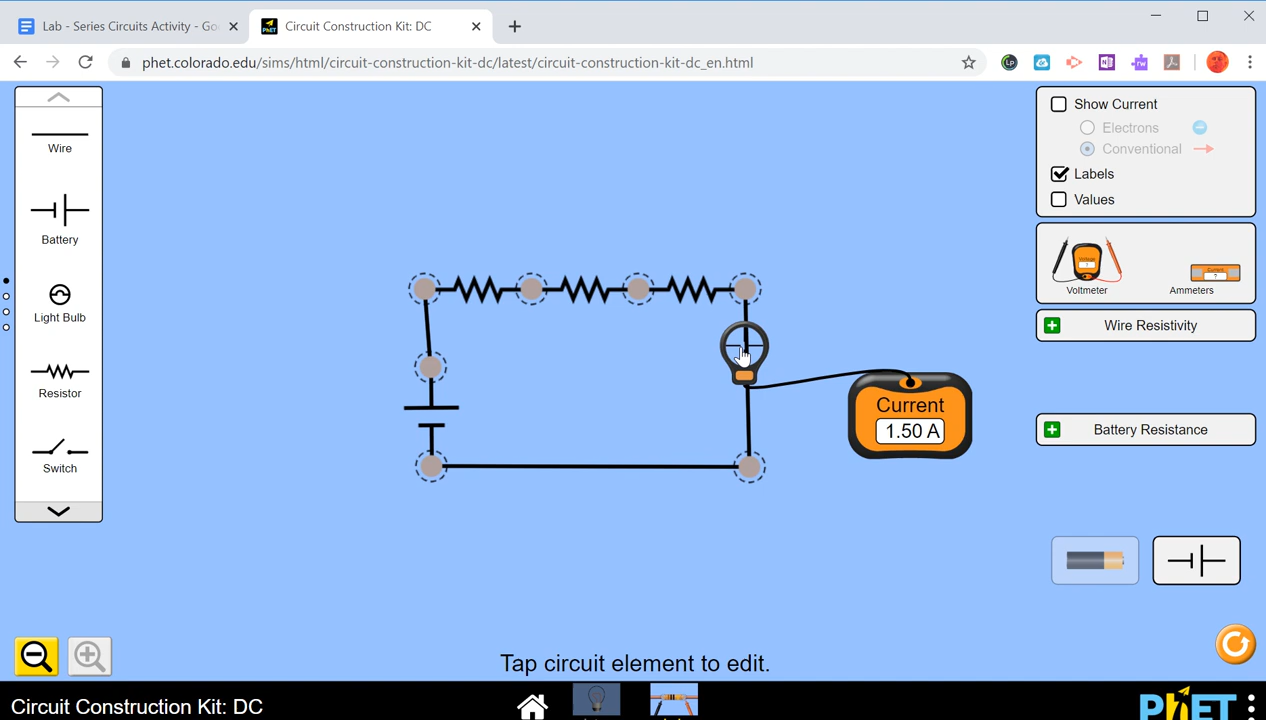 Lab - Series Circuits Activity - Go
Circuit Construction Kit: DC
phet.colorado.edu/sims/html/circuit-construction-kit-dc/latest/circuit-construction-kit-dc_en.html
Wire
Battery
Light Bulb
Resistor
Switch
Show Current
Electrons
Conventional
Labels
Values
Voltmeter
Ammeters
Wire Resistivity
Battery Resistance
Current
1.50 A
Tap circuit element to edit.
Circuit Construction Kit: DC
PhET